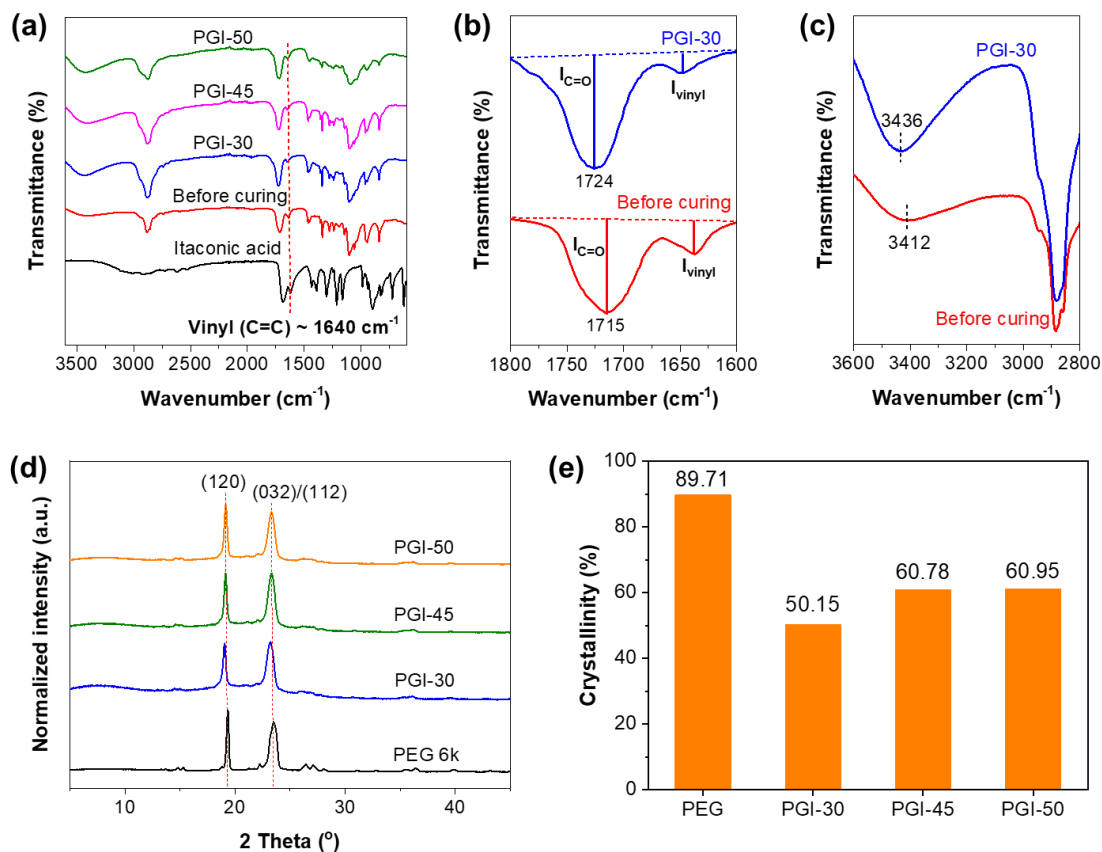 (a)
PGI-50
PGI-45
PGI-30
Before curing
Itaconic acid
Vinyl (C=C) ~ 1640 cm⁻¹
Transmittance (%)
3500 3000 2500 2000 1500 1000
Wavenumber (cm⁻¹)
(b)
PGI-30
I_C=O
I_vinyl
1724
Before curing
I_C=O
I_vinyl
1715
Transmittance (%)
1800 1750 1700 1650 1600
Wavenumber (cm⁻¹)
(c)
PGI-30
3436
3412
Before curing
Transmittance (%)
3600 3400 3200 3000 2800
Wavenumber (cm⁻¹)
(d)
(120)
(032)/(112)
PGI-50
PGI-45
PGI-30
PEG 6k
Normalized intensity (a.u.)
10 20 30 40
2 Theta (°)
(e)
100
80
60
40
20
0
89.71
50.15
60.78
60.95
Crystallinity (%)
PEG PGI-30 PGI-45 PGI-50